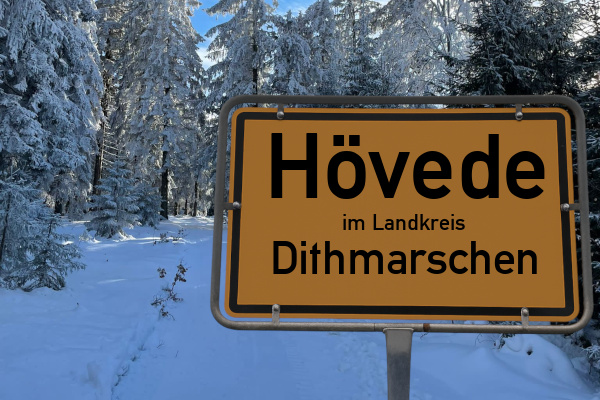 Hövede
im Landkreis
Dithmarschen